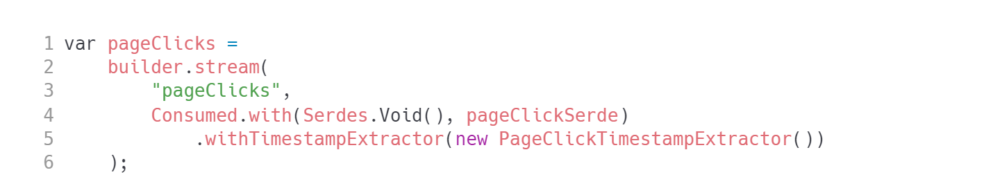 1 var pageClicks =
2     builder.stream(
3         "pageClicks",
4         Consumed.with(Serdes.Void(), pageClickSerde)
5             .withTimestampExtractor(new PageClickTimestampExtractor())
6     );